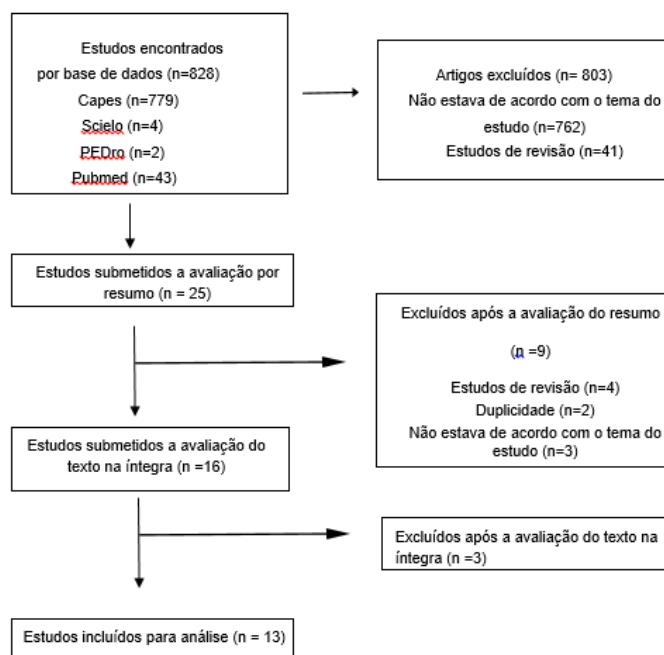 Estudos encontrados
por base de dados (n=828)
Capes (n=779)
Scielo (n=4)
PEDro (n=2)
Pubmed (n=43)
Artigos excluídos (n= 803)
Não estava de acordo com o tema do
estudo (n=762)
Estudos de revisão (n=41)
Estudos submetidos a avaliação por
resumo (n = 25)
Excluídos após a avaliação do resumo
(n =9)
Estudos de revisão (n=4)
Duplicidade (n=2)
Não estava de acordo com o tema do
estudo (n=3)
Estudos submetidos a avaliação do
texto na íntegra (n =16)
Excluídos após a avaliação do texto na
íntegra (n =3)
Estudos incluídos para análise (n = 13)